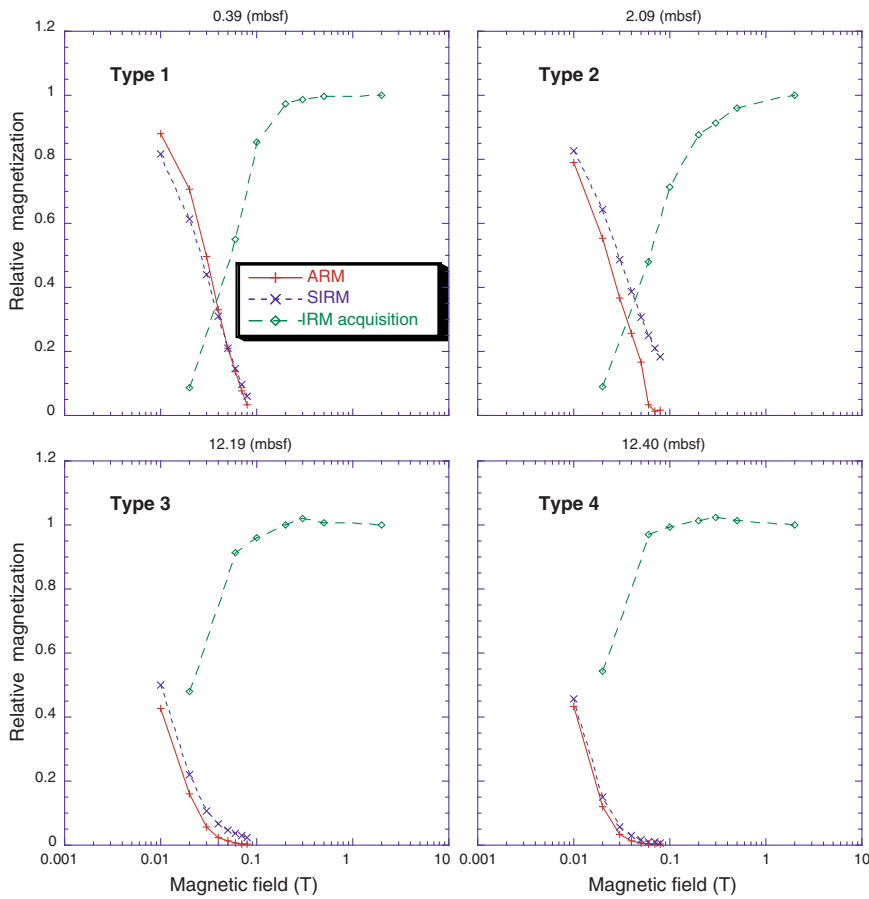 0.39 (mbsf)
2.09 (mbsf)
Type 1
Type 2
1.2
1
0.8
0.6
0.4
0.2
0
Relative magnetization
ARM
SIRM
IRM acquisition
12.19 (mbsf)
12.40 (mbsf)
Type 3
Type 4
1.2
1
0.8
0.6
0.4
0.2
0
Relative magnetization
0.001 0.01 0.1 1 10
0.001 0.01 0.1 1 10
Magnetic field (T)
Magnetic field (T)